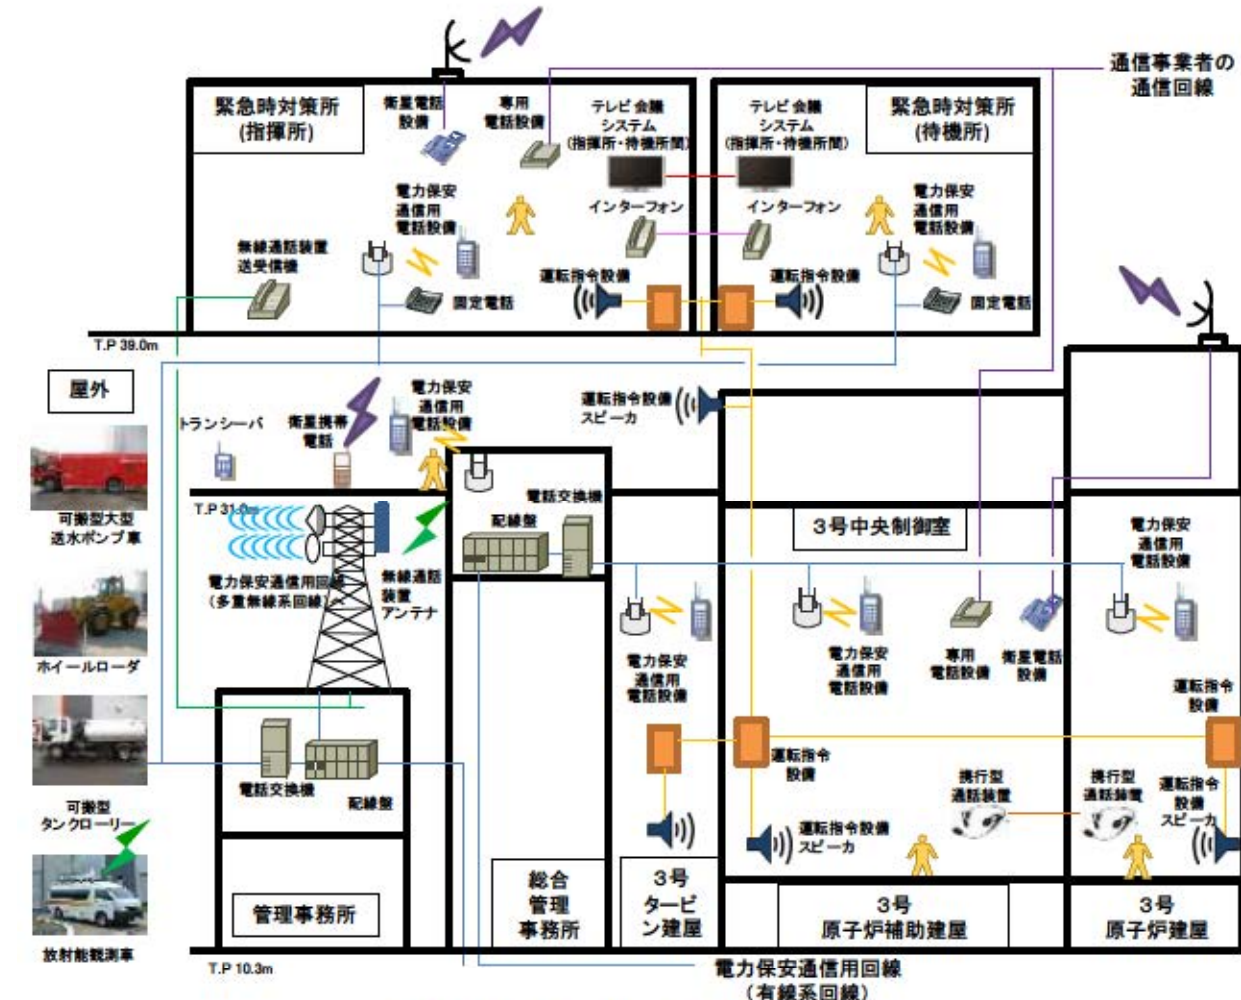 通信事業者の
通信回線
緊急時対策所
(指揮所)
衛星電話
設備
専用
電話設備
テレビ会議
システム
(指揮所・待機所間)
テレビ会議
システム
(指揮所・待機所間)
緊急時対策所
(待機所)
電力保安
通信用
電話設備
インターフォン
インターフォン
電力保安
通信用
電話設備
無線通話装置
送受信機
運転指令設備
運転指令設備
固定電話
固定電話
T.P 39.0m
屋外
トランシーバ
衛星携帯
電話
電力保安
通信用
電話設備
運転指令設備
スピーカ
可搬型大型
送水ポンプ車
T.P 31.0m
電話交換機
配線盤
3号中央制御室
電力保安
通信用
電話設備
電力保安通信用回線
(多重無線系回線)
無線通話
装置
アンテナ
ホイールローダ
電力保安
通信用
電話設備
電力保安
通信用
電話設備
専用
電話設備
衛星電話
設備
運転指令
設備
電話交換機
配線盤
運転指令
設備
携行型
通話装置
携行型
通話装置
運転指令
設備
スピーカ
可搬型
タンクローリー
運転指令設備
スピーカ
管理事務所
総合
管理
事務所
3号
タービ
ン建屋
3号
原子炉補助建屋
3号
原子炉建屋
放射能観測車
T.P 10.3m
電力保安通信用回線
(有線系回線)